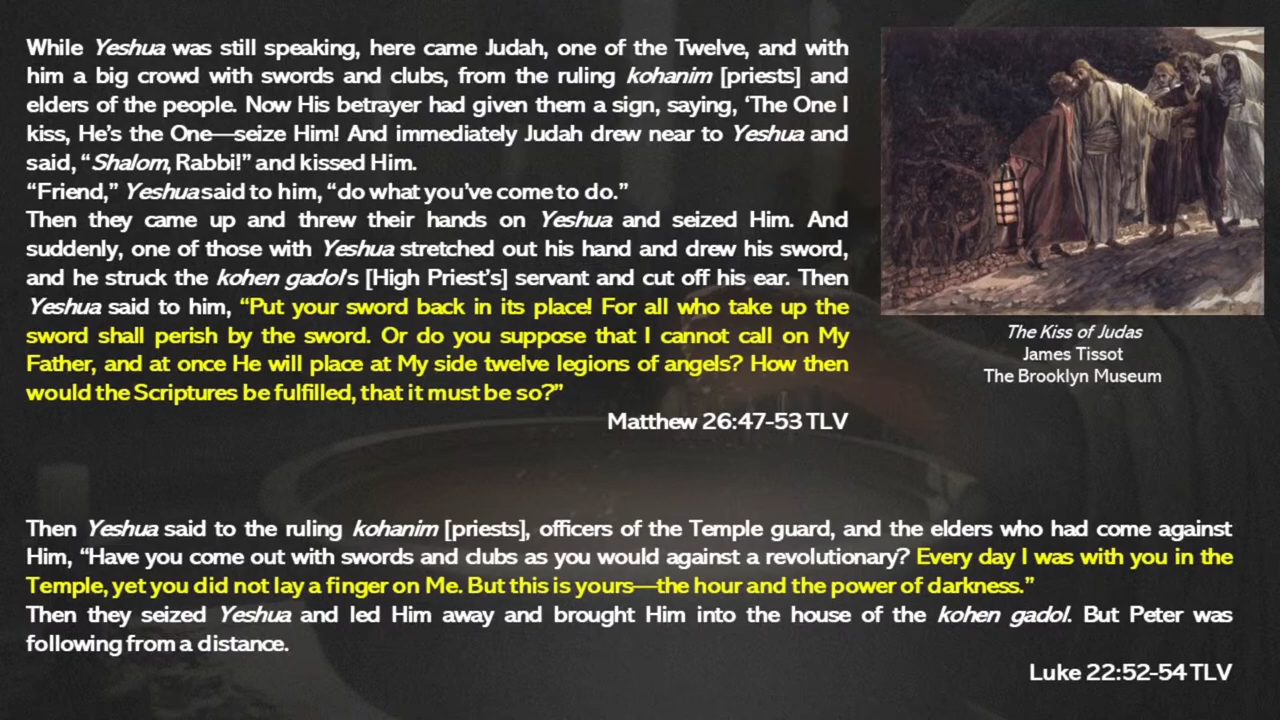 While Yeshua was still speaking, here came Judah, one of the Twelve, and with
him a big crowd with swords and clubs, from the ruling kohanim [priests] and
elders of the people. Now His betrayer had given them a sign, saying, ‘The One I
kiss, He’s the One—seize Him! And immediately Judah drew near to Yeshua and
said, “Shalom, Rabbi!” and kissed Him.
“Friend,” Yeshua said to him, “do what you’ve come to do.”
Then they came up and threw their hands on Yeshua and seized Him. And
suddenly, one of those with Yeshua stretched out his hand and drew his sword,
and he struck the kohen gadol’s [High Priest’s] servant and cut off his ear. Then
Yeshua said to him, “Put your sword back in its place! For all who take up the
sword shall perish by the sword. Or do you suppose that I cannot call on My
Father, and at once He will place at My side twelve legions of angels? How then
would the Scriptures be fulfilled, that it must be so?”
Matthew 26:47-53 TLV
The Kiss of Judas
James Tissot
The Brooklyn Museum
Then Yeshua said to the ruling kohanim [priests], officers of the Temple guard, and the elders who had come against
Him, “Have you come out with swords and clubs as you would against a revolutionary? Every day I was with you in the
Temple, yet you did not lay a finger on Me. But this is yours—the hour and the power of darkness.”
Then they seized Yeshua and led Him away and brought Him into the house of the kohen gadol. But Peter was
following from a distance.
Luke 22:52-54 TLV